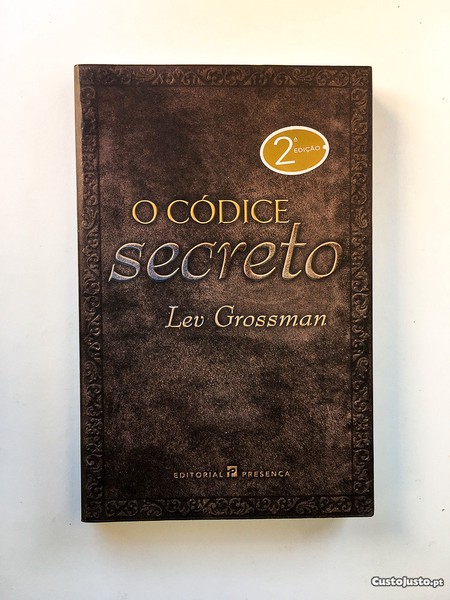 2ª
EDIÇÃO
O CÓDICE
secreto
Lev Grossman
EDITORIAL P PRESENÇA
CustoJusto.pt